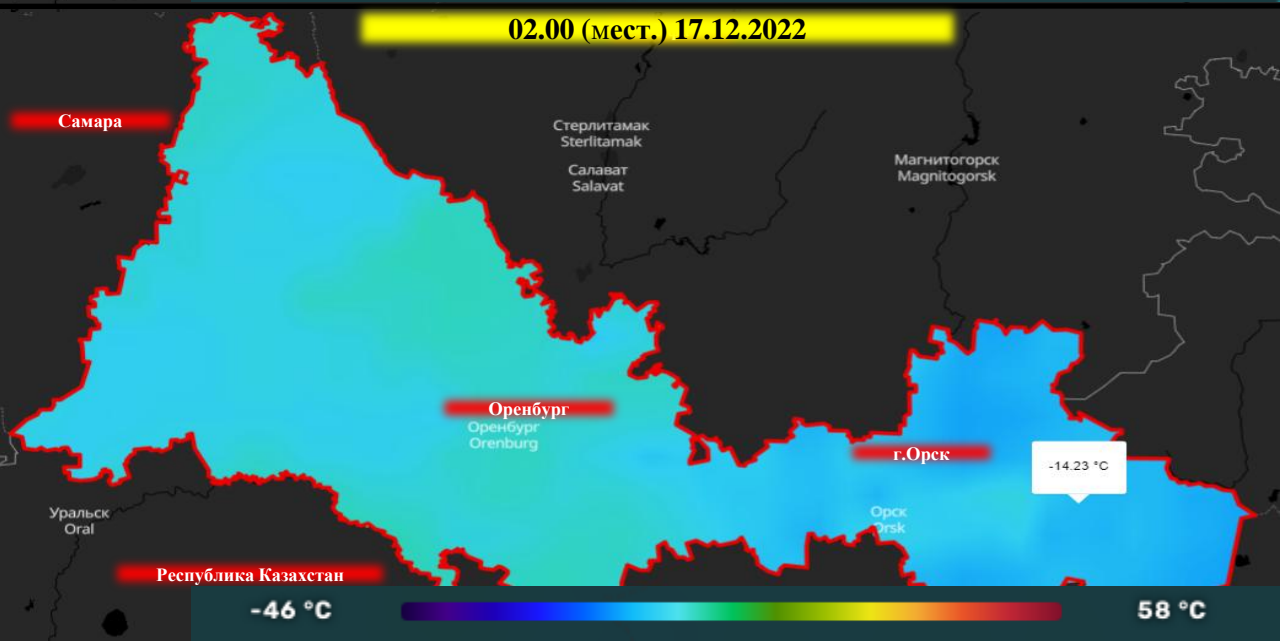 02.00 (мест.) 17.12.2022
Самара
Стерлитамак
Sterlitamak
Салават
Salavat
Магнитогорск
Magnitogorsk
Оренбург
Оренбург
Orenburg
г.Орск
-14.23 °C
Орск
Orsk
Уральск
Oral
Республика Казахстан
-46 °C
58 °C